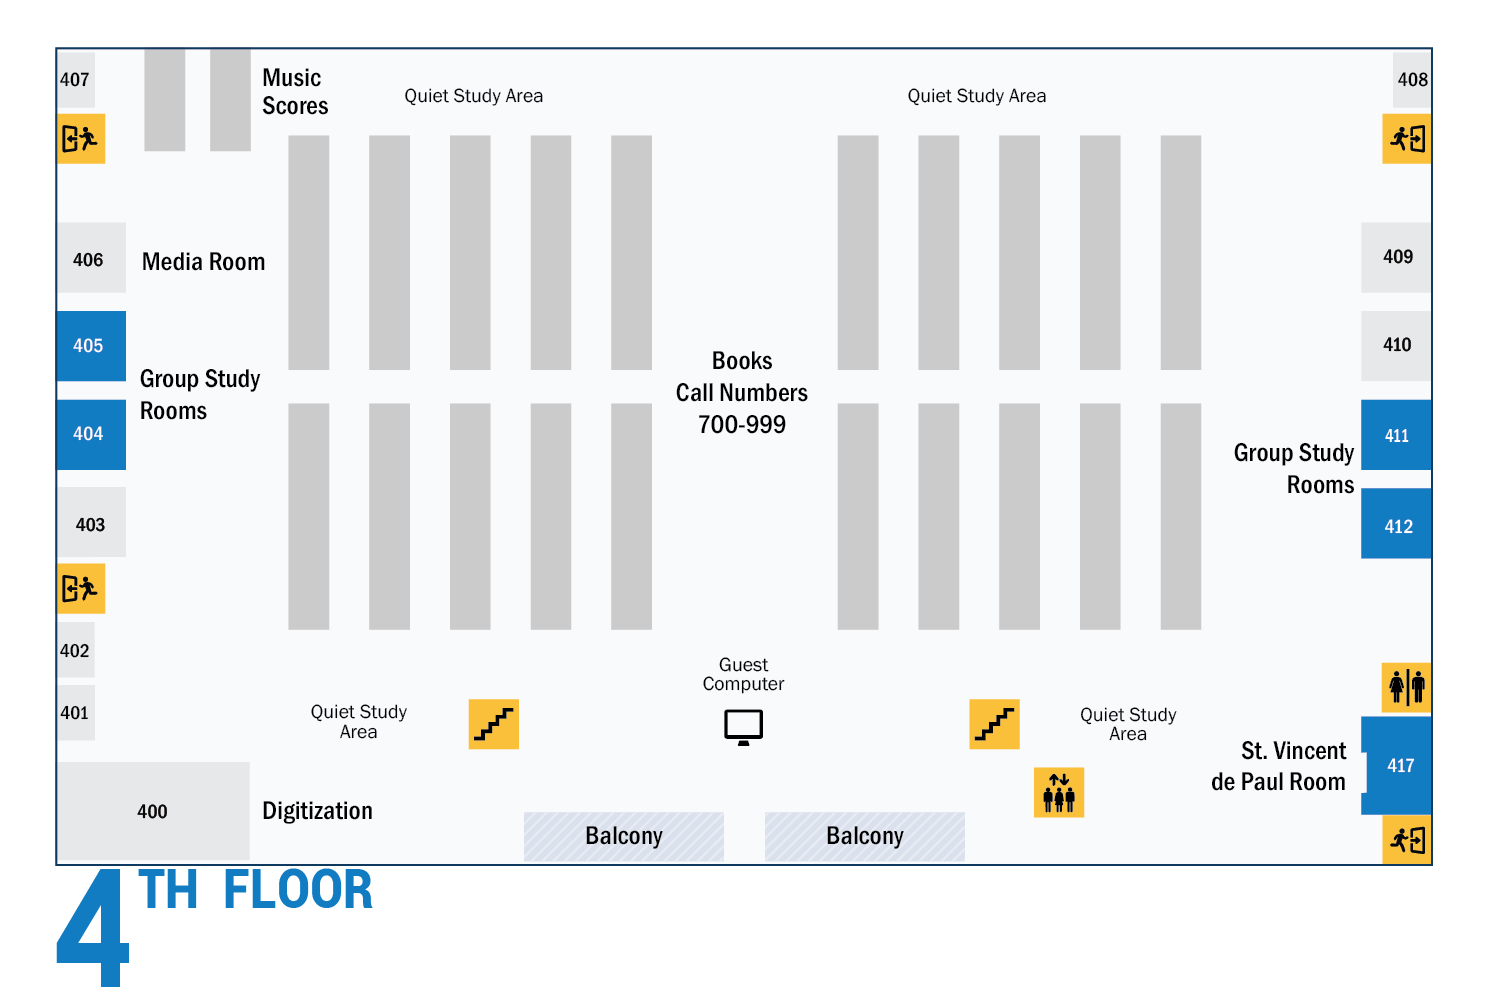 407
Music
Scores
Quiet Study Area
Quiet Study Area
408
406
Media Room
409
405
410
Group Study
Rooms
404
Books
Call Numbers
700-999
411
Group Study
Rooms
403
412
402
401
Guest
Computer
Quiet Study
Area
Quiet Study
Area
St. Vincent
de Paul Room
417
400
Digitization
Balcony
Balcony
4TH FLOOR